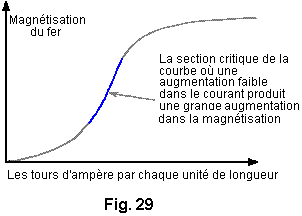 Magnétisation
du fer
La section critique de la
courbe où une
augmentation faible
dans le courant produit
une grande augmentation
dans la magnétisation
Les tours d'ampère par chaque unité de longueur
Fig. 29